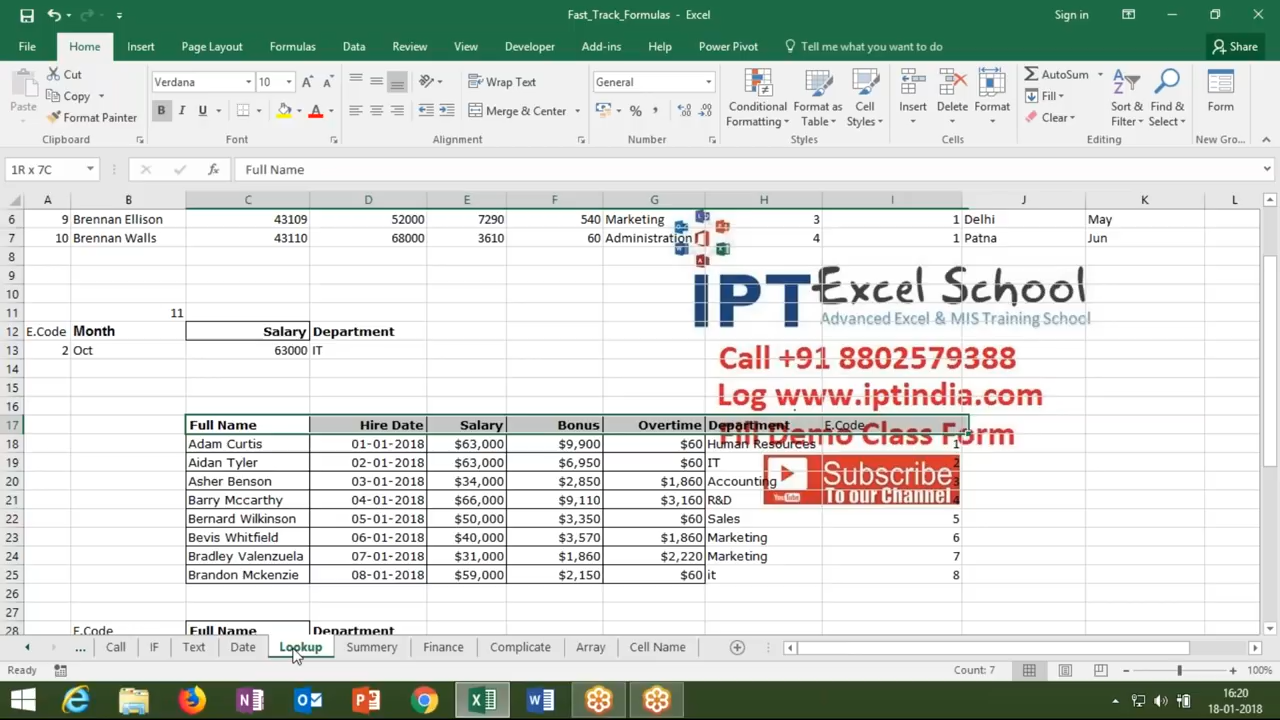 Fast_Track_Formulas - Excel
Sign in
File Home Insert Page Layout Formulas Data Review View Developer Add-ins Help Power Pivot Tell me what you want to do Share
Paste Cut Copy Format Painter
Verdana 10 Wrap Text General
B I U Merge & Center %
Conditional Formatting Format as Table Cell Styles Insert Delete Format AutoSum Fill Clear Sort & Filter Find & Select Form
Clipboard Font Alignment Number Styles Cells Editing New Gro...
1R x 7C fx Full Name
A B C D E F G H I J K L
6 9 Brennan Ellison 43109 52000 7290 540 Marketing 3 1 Delhi May
7 10 Brennan Walls 43110 68000 3610 60 Administration 4 1 Patna Jun
8
9
10
11 11
IPT Excel School
Advanced Excel & MIS Training School
12 E.Code Month Salary Department
13 2 Oct 63000 IT
Call +91 8802579388
14
15
Log www.iptindia.com
16
17 Full Name Hire Date Salary Bonus Overtime Department E.Code
Fill Demo Class Form
18 Adam Curtis 01-01-2018 $63,000 $9,900 $60 Human Resources 1
19 Aidan Tyler 02-01-2018 $63,000 $6,950 $60 IT 2
20 Asher Benson 03-01-2018 $34,000 $2,850 $1,860 Accounting 3
21 Barry Mccarthy 04-01-2018 $66,000 $9,110 $3,160 R&D 4
Subscribe
To our Channel
YouTube
22 Bernard Wilkinson 05-01-2018 $50,000 $3,350 $60 Sales 5
23 Bevis Whitfield 06-01-2018 $40,000 $3,570 $1,860 Marketing 6
24 Bradley Valenzuela 07-01-2018 $31,000 $1,860 $2,220 Marketing 7
25 Brandon Mckenzie 08-01-2018 $59,000 $2,150 $60 it 8
26
27
28 E.Code Full Name Department
... Call IF Text Date Lookup Summery Finance Complicate Array Cell Name
Ready Count: 7 100%
16:20
18-01-2018